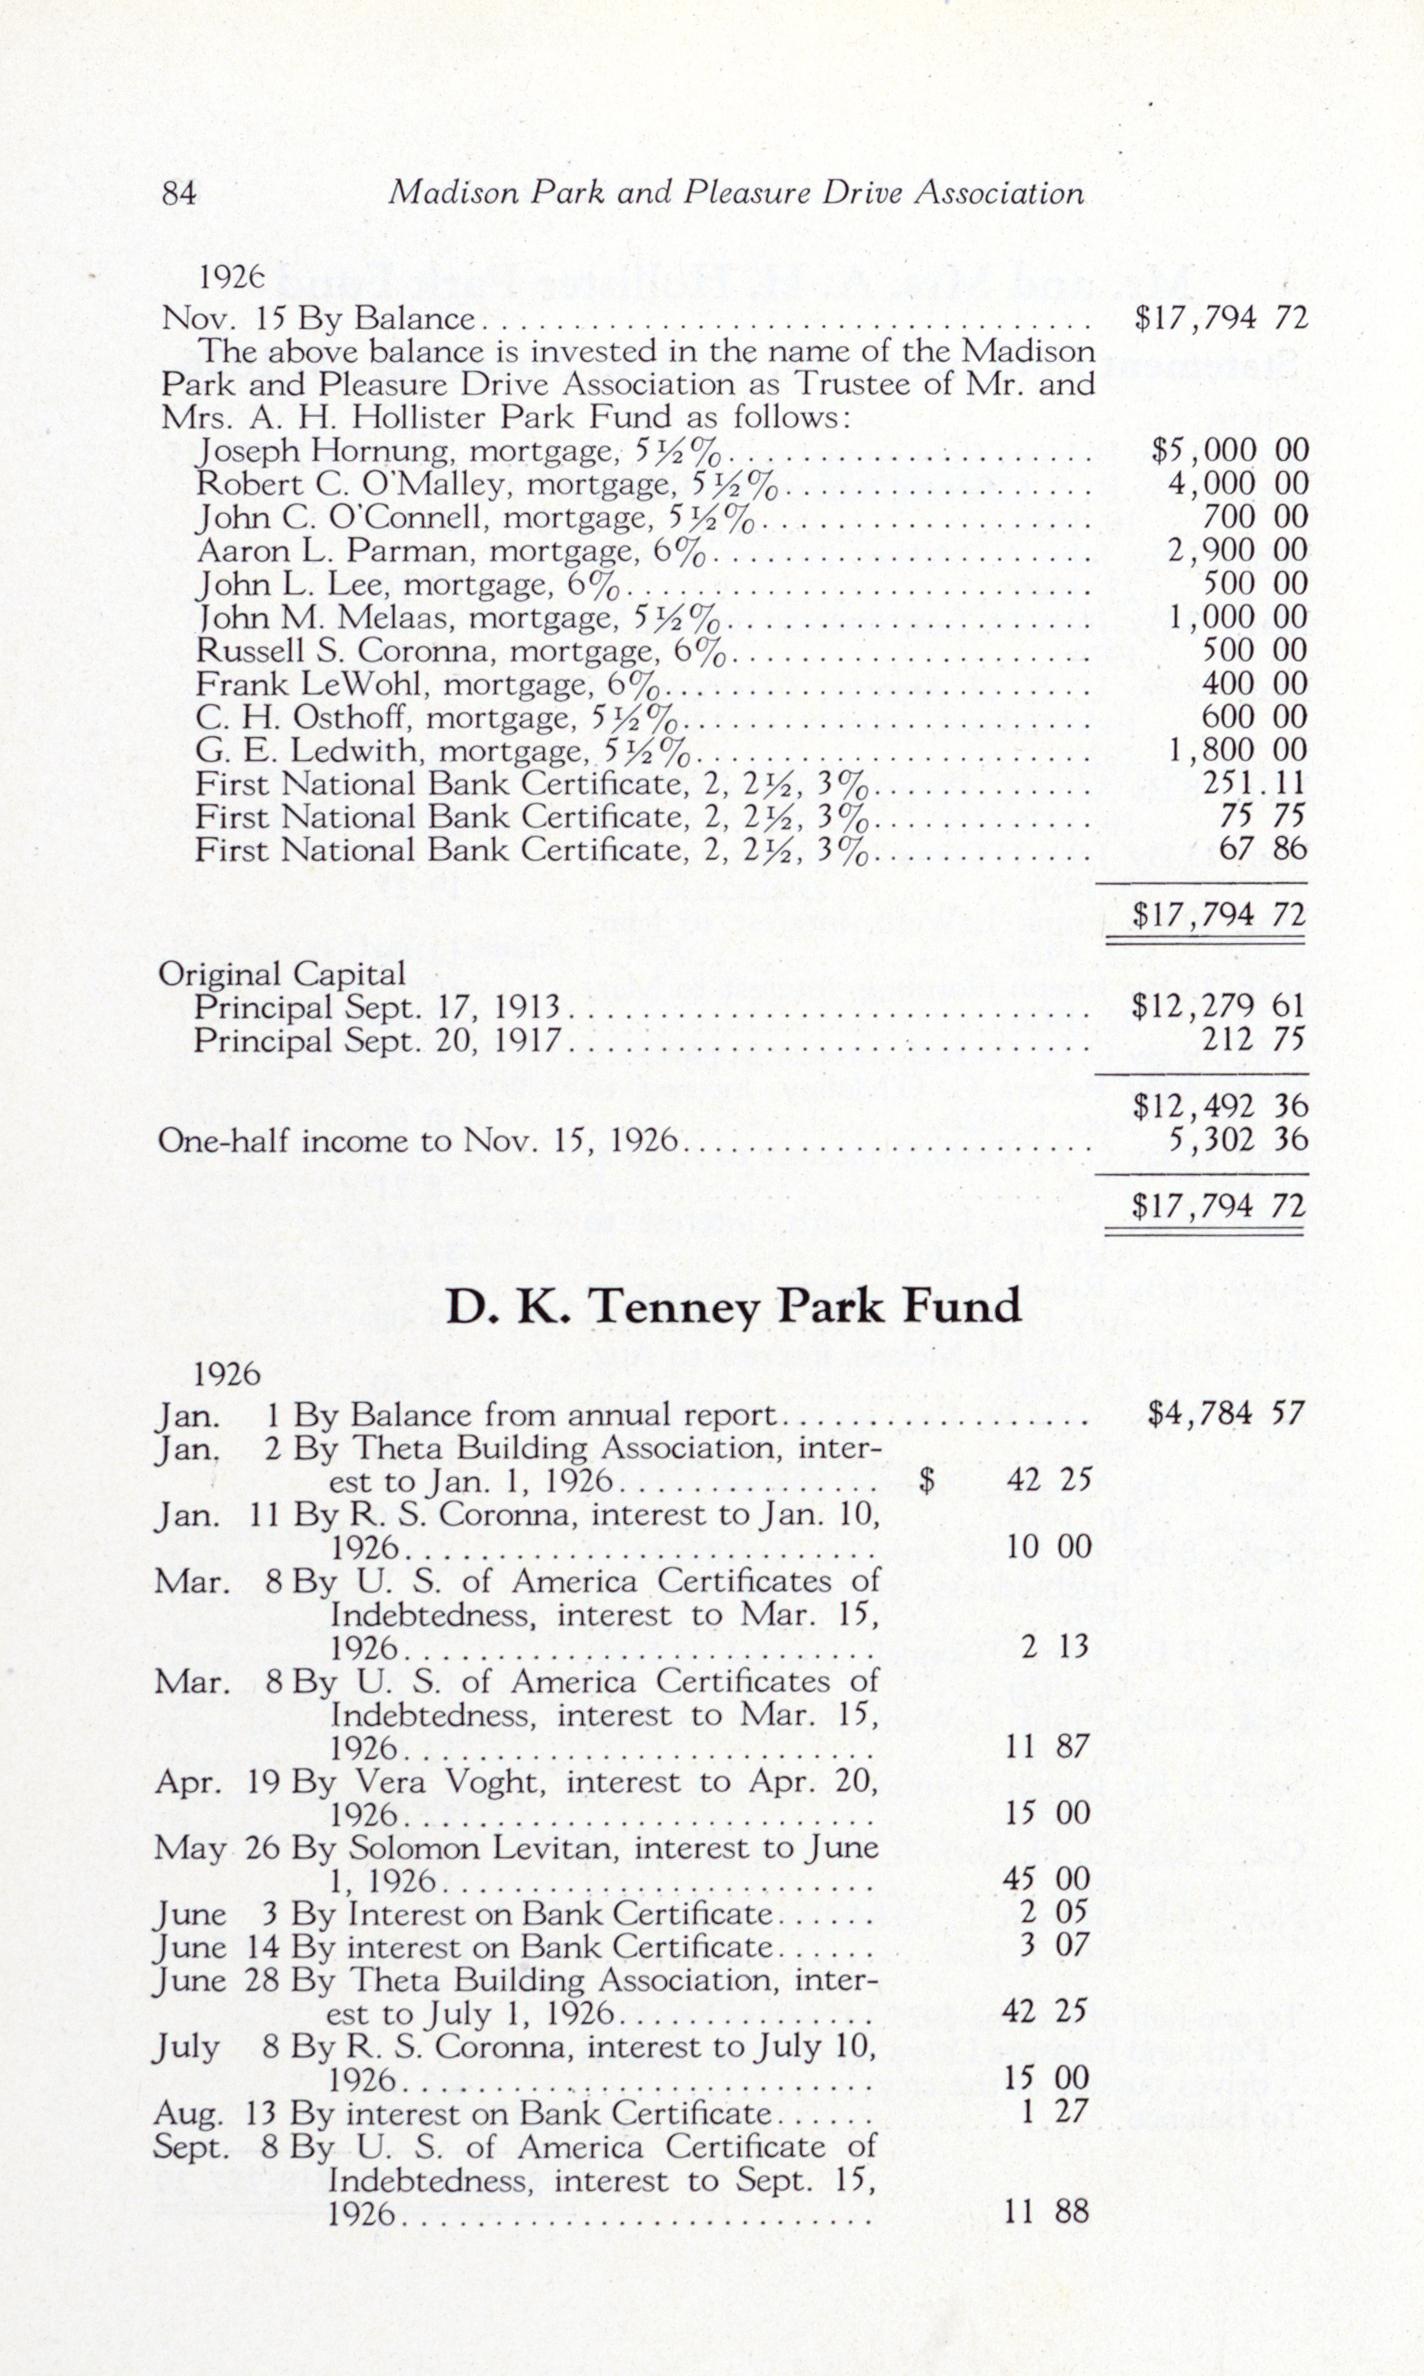 84 Madison Park and Pleasure Drive Association
1926
Nov. 15 By Balance.................................. $17,794 72
The above balance is invested in the name of the Madison
Park and Pleasure Drive Association as Trustee of Mr. and
Mrs. A. H. Hollister Park Fund as follows:
Joseph Hornung, mortgage, 5½%...................... $5,000 00
Robert C. O'Malley, mortgage, 5½%.................. 4,000 00
John C. O'Connell, mortgage, 5½%................... 700 00
Aaron L. Parman, mortgage, 6%...................... 2,900 00
John L. Lee, mortgage, 6%.......................... 500 00
John M. Melaas, mortgage, 5½%...................... 1,000 00
Russell S. Coronna, mortgage, 6%................... 500 00
Frank LeWohl, mortgage, 6%......................... 400 00
C. H. Osthoff, mortgage, 5½%....................... 600 00
G. E. Ledwith, mortgage, 5½%....................... 1,800 00
First National Bank Certificate, 2, 2½, 3%............. 251.11
First National Bank Certificate, 2, 2½, 3%............. 75 75
First National Bank Certificate, 2, 2½, 3%............. 67 86
$17,794 72
Original Capital
Principal Sept. 17, 1913............................. $12,279 61
Principal Sept. 20, 1917............................. 212 75
$12,492 36
One-half income to Nov. 15, 1926....................... 5,302 36
$17,794 72
D. K. Tenney Park Fund
1926
Jan. 1 By Balance from annual report.................. $4,784 57
Jan. 2 By Theta Building Association, inter-
est to Jan. 1, 1926............... $ 42 25
Jan. 11 By R. S. Coronna, interest to Jan. 10,
1926.......................... 10 00
Mar. 8 By U. S. of America Certificates of
Indebtedness, interest to Mar. 15,
1926.......................... 2 13
Mar. 8 By U. S. of America Certificates of
Indebtedness, interest to Mar. 15,
1926.......................... 11 87
Apr. 19 By Vera Voght, interest to Apr. 20,
1926.......................... 15 00
May 26 By Solomon Levitan, interest to June
1, 1926........................ 45 00
June 3 By Interest on Bank Certificate...... 2 05
June 14 By interest on Bank Certificate...... 3 07
June 28 By Theta Building Association, inter-
est to July 1, 1926............... 42 25
July 8 By R. S. Coronna, interest to July 10,
1926.......................... 15 00
Aug. 13 By interest on Bank Certificate...... 1 27
Sept. 8 By U. S. of America Certificate of
Indebtedness, interest to Sept. 15,
1926.......................... 11 88